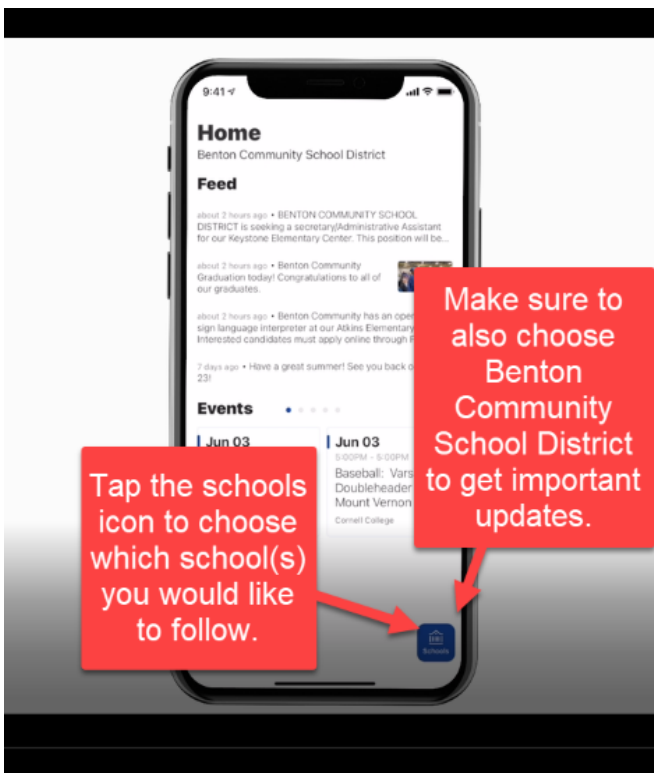 9:41
Home
Benton Community School District
Feed
about 2 hours ago • BENTON COMMUNITY SCHOOL
DISTRICT is seeking a secretary/Administrative Assistant
for our Keystone Elementary Center. This position will be...
about 2 hours ago • Benton Community
Graduation today! Congratulations to all of
our graduates.
about 2 hours ago • Benton Community has an open
sign language interpreter at our Atkins Elementary
Interested candidates must apply online through
7 days ago • Have a great summer! See you back
23!
Events
Jun 03
Jun 03
5:00PM - 5:00PM
Baseball: Vars
Doubleheader
Mount Vernon
Cornell College
Make sure to
also choose
Benton
Community
School District
to get important
updates.
Tap the schools
icon to choose
which school(s)
you would like
to follow.
Schools